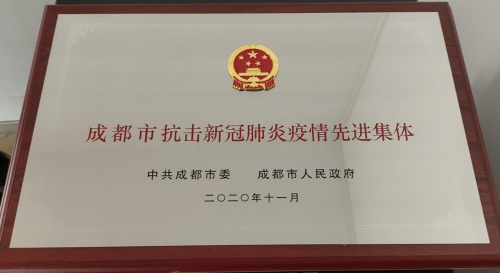 成都市抗击新冠肺炎疫情先进集体
中共成都市委 成都市人民政府
二〇二〇年十一月